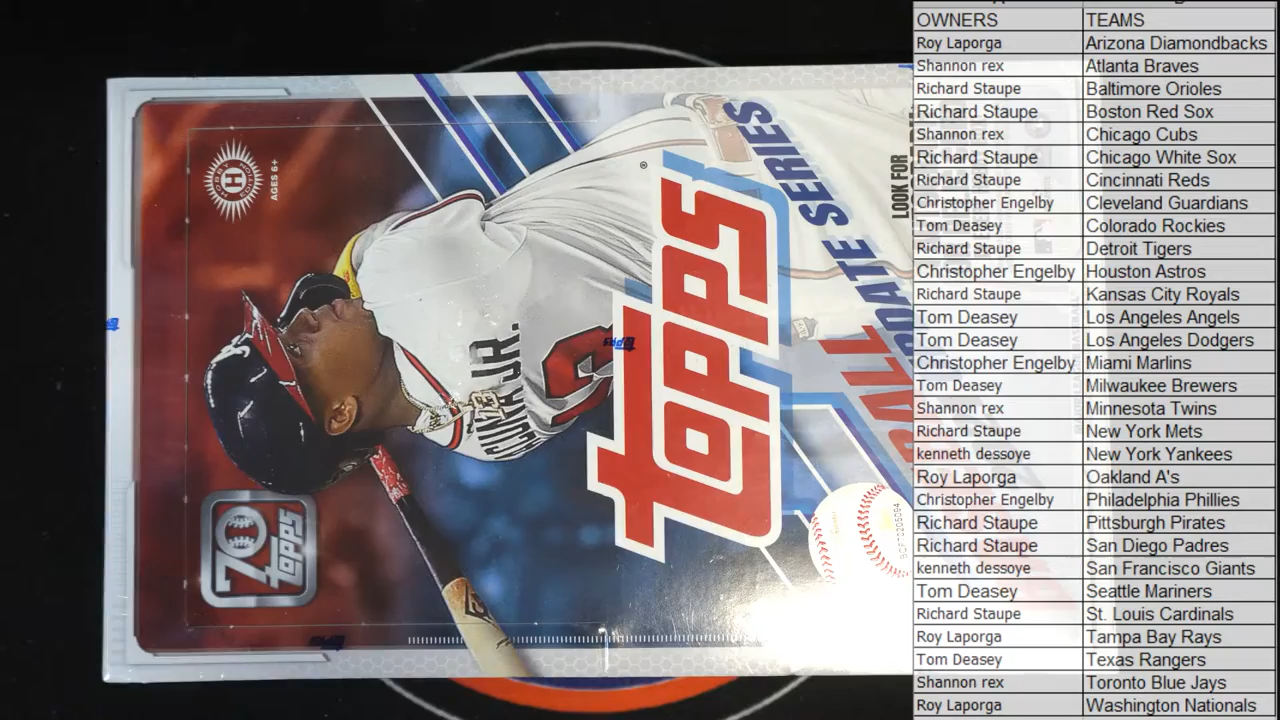 OWNERS TEAMS
Roy Laporga Arizona Diamondbacks
Shannon rex Atlanta Braves
Richard Staupe Baltimore Orioles
Richard Staupe Boston Red Sox
Shannon rex Chicago Cubs
Richard Staupe Chicago White Sox
Richard Staupe Cincinnati Reds
Christopher Engelby Cleveland Guardians
Tom Deasey Colorado Rockies
Richard Staupe Detroit Tigers
Christopher Engelby Houston Astros
Richard Staupe Kansas City Royals
Tom Deasey Los Angeles Angels
Tom Deasey Los Angeles Dodgers
Christopher Engelby Miami Marlins
Tom Deasey Milwaukee Brewers
Shannon rex Minnesota Twins
Richard Staupe New York Mets
kenneth dessoye New York Yankees
Roy Laporga Oakland A's
Christopher Engelby Philadelphia Phillies
Richard Staupe Pittsburgh Pirates
Richard Staupe San Diego Padres
kenneth dessoye San Francisco Giants
Tom Deasey Seattle Mariners
Richard Staupe St. Louis Cardinals
Roy Laporga Tampa Bay Rays
Tom Deasey Texas Rangers
Shannon rex Toronto Blue Jays
Roy Laporga Washington Nationals
HOBBY EDITION
H
AGES 6+
70
topps
ACUÑA JR.
13
topps
®
DATE SERIES
LOOK FOR